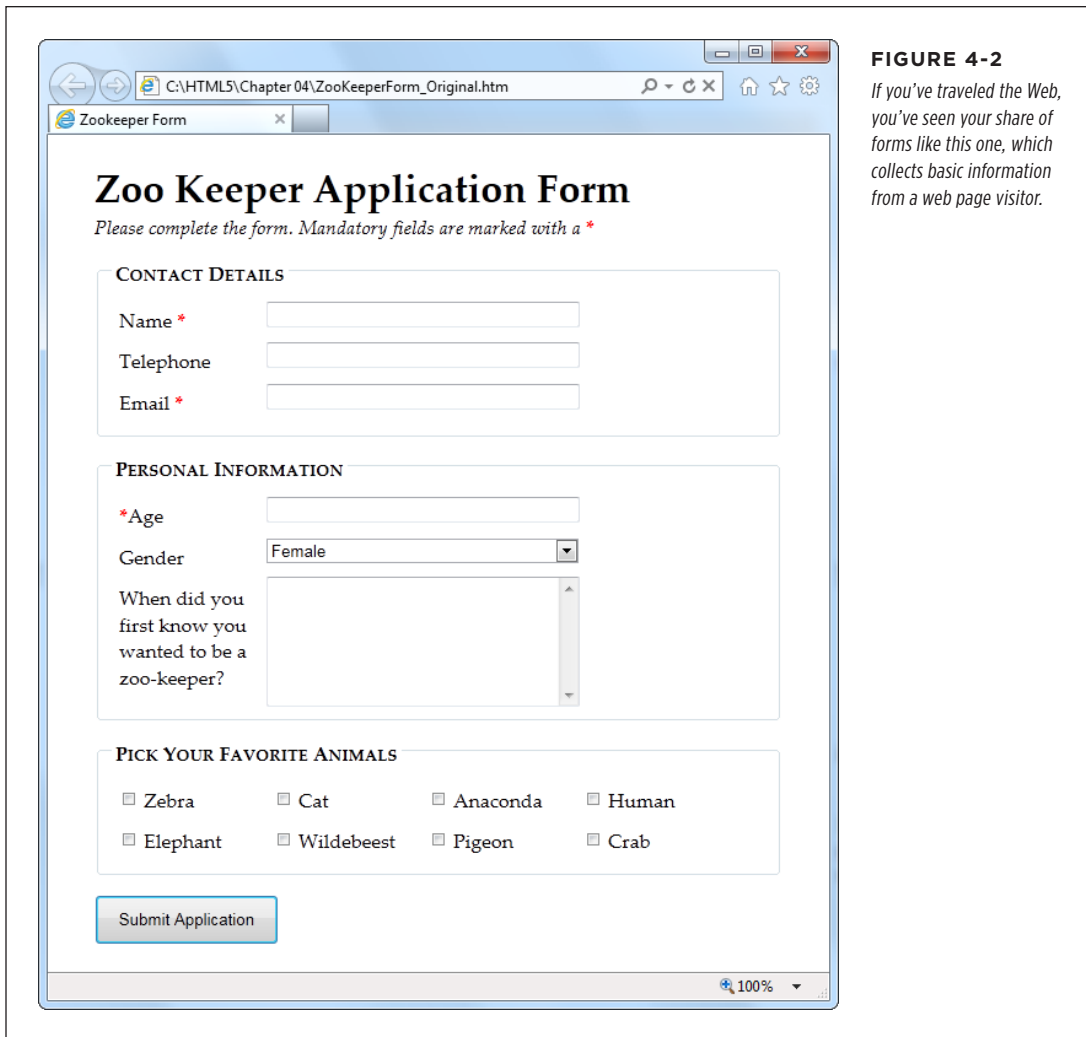 C:\HTML5\Chapter 04\ZooKeeperForm_Original.htm
Zookeeper Form
Zoo Keeper Application Form
Please complete the form. Mandatory fields are marked with a *
CONTACT DETAILS
Name *
Telephone
Email *
PERSONAL INFORMATION
*Age
Gender
Female
When did you
first know you
wanted to be a
zoo-keeper?
PICK YOUR FAVORITE ANIMALS
Zebra Cat Anaconda Human
Elephant Wildebeest Pigeon Crab
Submit Application
100%
FIGURE 4-2
If you've traveled the Web,
you've seen your share of
forms like this one, which
collects basic information
from a web page visitor.